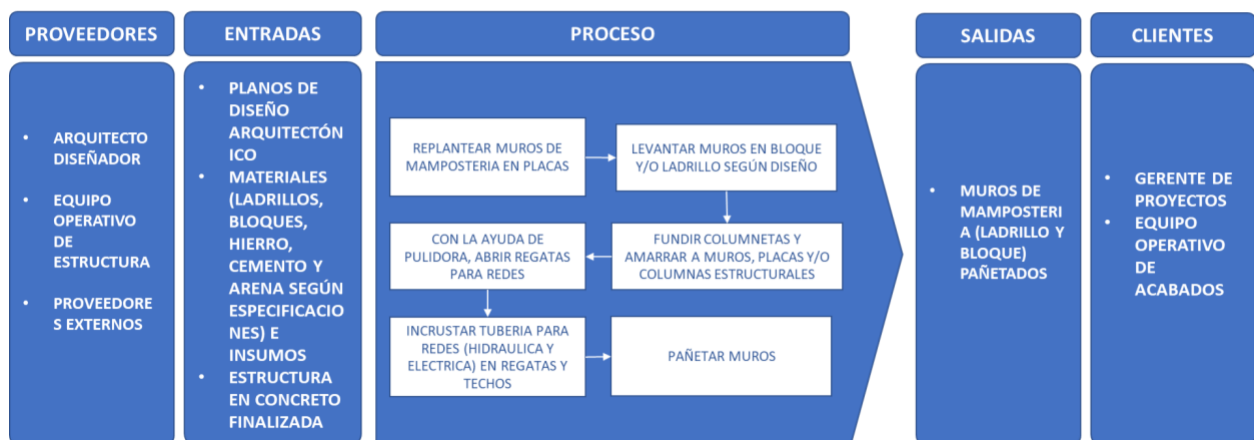 PROVEEDORES
ENTRADAS
PROCESO
SALIDAS
CLIENTES
• ARQUITECTO
DISEÑADOR
• EQUIPO
OPERATIVO
DE
ESTRUCTURA
• PROVEEDORE
S EXTERNOS
• PLANOS DE
DISEÑO
ARQUITECTÓN
ICO
• MATERIALES
(LADRILLOS,
BLOQUES,
HIERRO,
CEMENTO Y
ARENA SEGÚN
ESPECIFICACIO
NES) E
INSUMOS
• ESTRUCTURA
EN CONCRETO
FINALIZADA
REPLANTEAR MUROS DE
MAMPOSTERIA EN PLACAS
LEVANTAR MUROS EN BLOQUE
Y/O LADRILLO SEGÚN DISEÑO
FUNDIR COLUMNETAS Y
AMARRAR A MUROS, PLACAS Y/O
COLUMNAS ESTRUCTURALES
CON LA AYUDA DE
PULIDORA, ABRIR REGATAS
PARA REDES
INCRUSTAR TUBERIA PARA
REDES (HIDRAULICA Y
ELECTRICA) EN REGATAS Y
TECHOS
PAÑETAR MUROS
• MUROS DE
MAMPOSTERI
A (LADRILLO Y
BLOQUE)
PAÑETADOS
• GERENTE DE
PROYECTOS
• EQUIPO
OPERATIVO
DE
ACABADOS